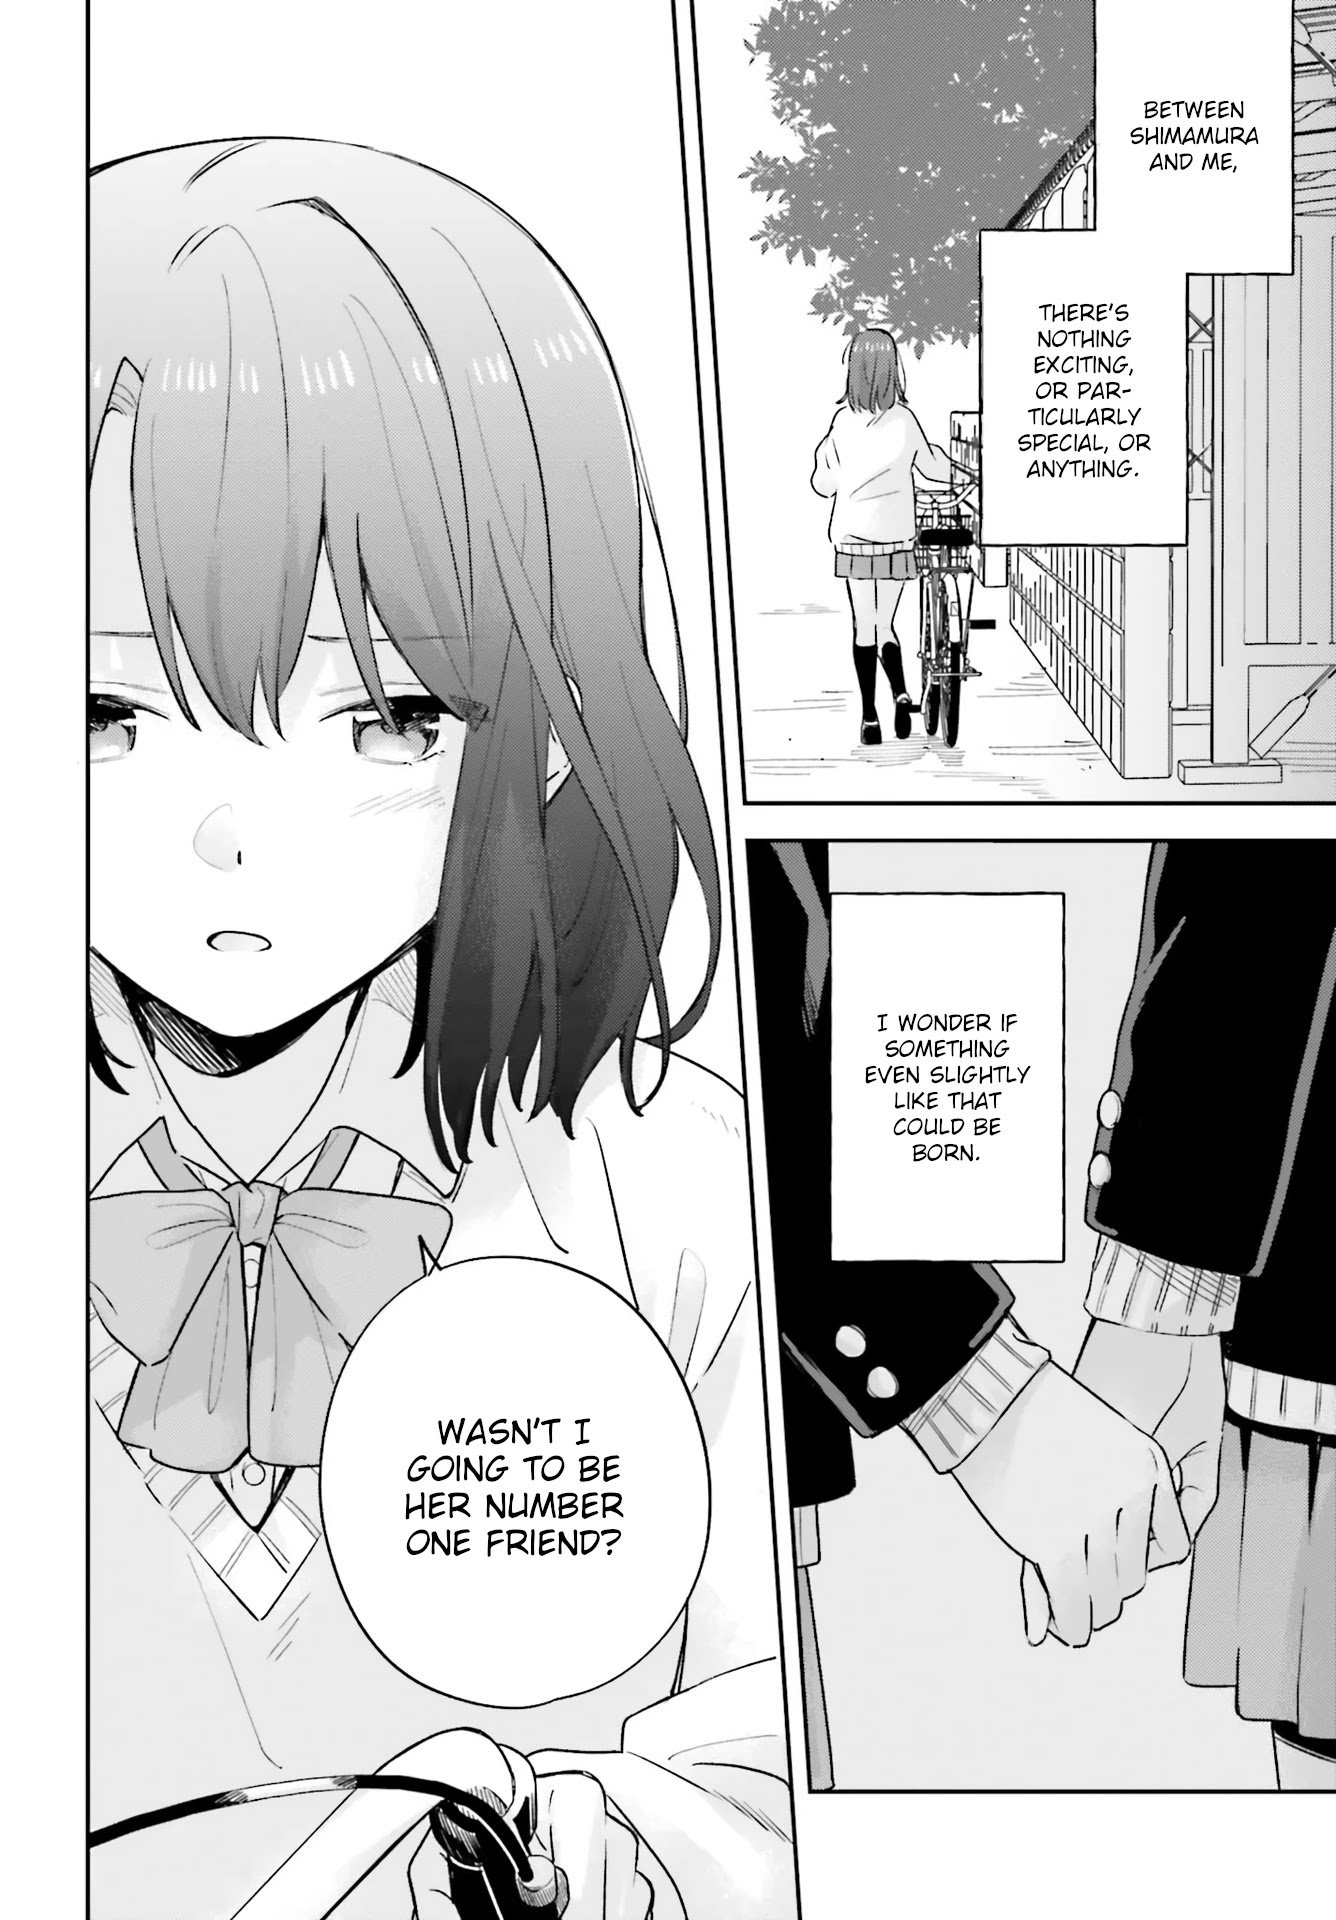 BETWEEN
SHIMAMURA
AND ME,
THERE'S
NOTHING
EXCITING,
OR PAR-
TICULARLY
SPECIAL, OR
ANYTHING.
I WONDER IF
SOMETHING
EVEN SLIGHTLY
LIKE THAT
COULD BE
BORN.
WASN'T I
GOING TO BE
HER NUMBER
ONE FRIEND?